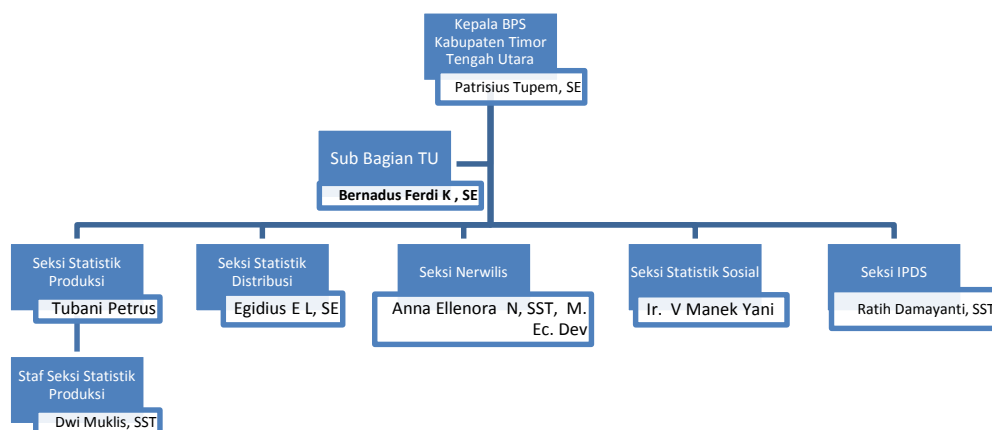 Kepala BPS
Kabupaten Timor
Tengah Utara
Patrisius Tupem, SE
Sub Bagian TU
Bernadus Ferdi K , SE
Seksi Statistik
Produksi
Tubani Petrus
Seksi Statistik
Distribusi
Egidius E L, SE
Seksi Nerwilis
Anna Ellenora N, SST, M.
Ec. Dev
Seksi Statistik Sosial
Ir. V Manek Yani
Seksi IPDS
Ratih Damayanti, SST
Staf Seksi Statistik
Produksi
Dwi Muklis, SST